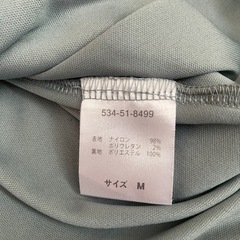 534-51-8499
表地 ナイロン 98%
ポリウレタン 2%
裏地 ポリエステル 100%
サイズ M